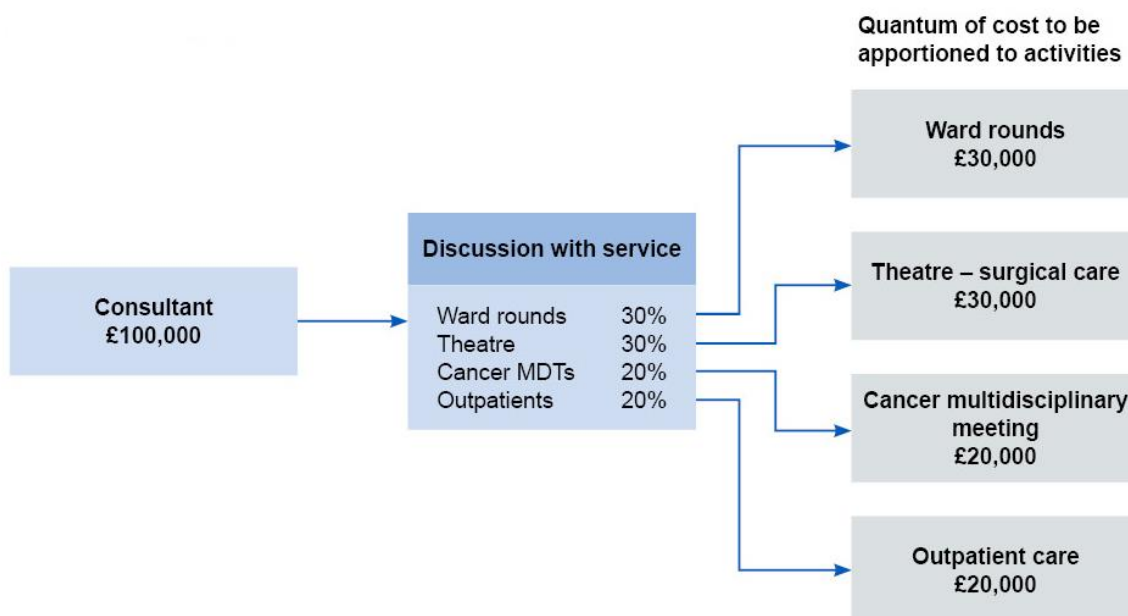 Quantum of cost to be
apportioned to activities
Consultant
£100,000
Discussion with service
Ward rounds 30%
Theatre 30%
Cancer MDTs 20%
Outpatients 20%
Ward rounds
£30,000
Theatre – surgical care
£30,000
Cancer multidisciplinary
meeting
£20,000
Outpatient care
£20,000